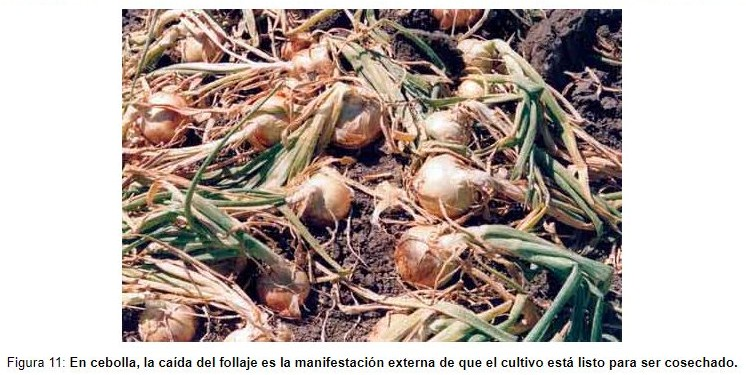 Figura 11: En cebolla, la caída del follaje es la manifestación externa de que el cultivo está listo para ser cosechado.